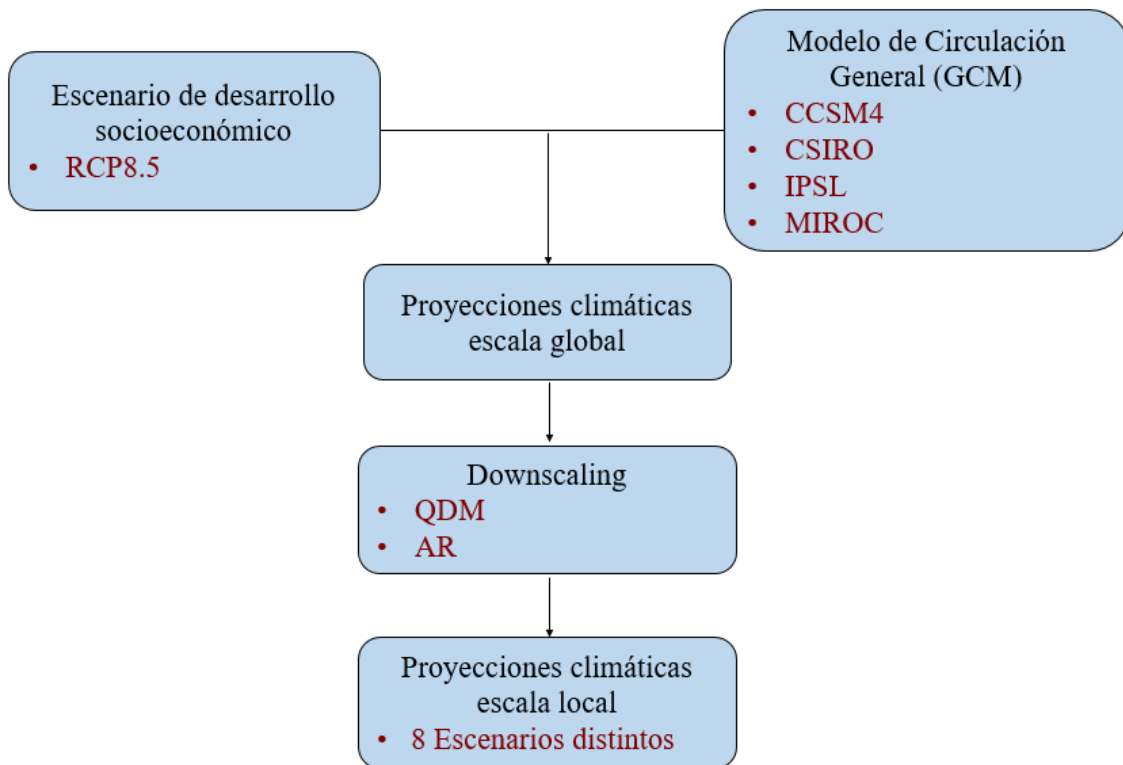 Escenario de desarrollo
socioeconómico
• RCP8.5
Modelo de Circulación
General (GCM)
• CCSM4
• CSIRO
• IPSL
• MIROC
Proyecciones climáticas
escala global
Downscaling
• QDM
• AR
Proyecciones climáticas
escala local
• 8 Escenarios distintos